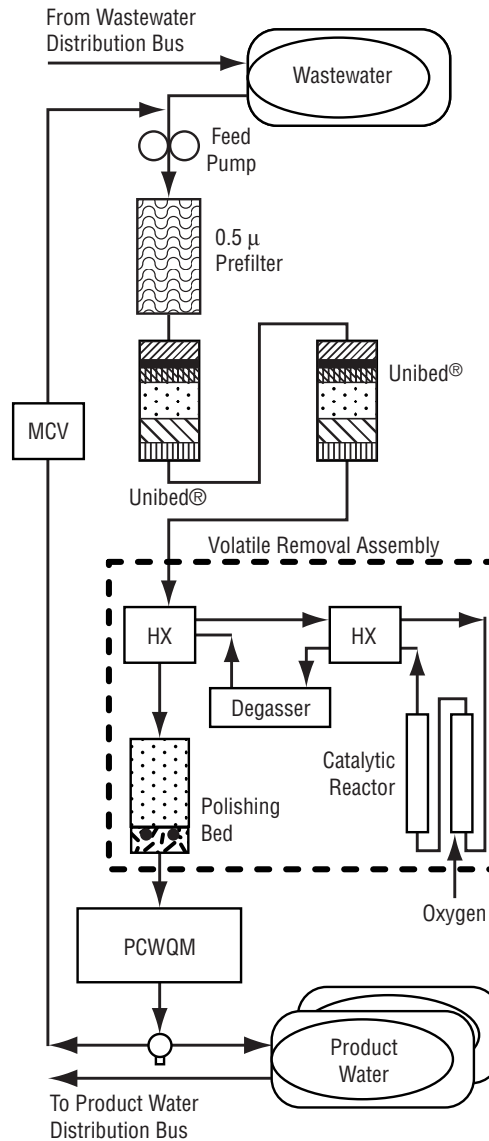 From Wastewater
Distribution Bus
Wastewater
Feed
Pump
0.5 µ
Prefilter
Unibed®
MCV
Unibed®
Volatile Removal Assembly
HX
HX
Degasser
Catalytic
Reactor
Polishing
Bed
Oxygen
PCWQM
Product
Water
To Product Water
Distribution Bus